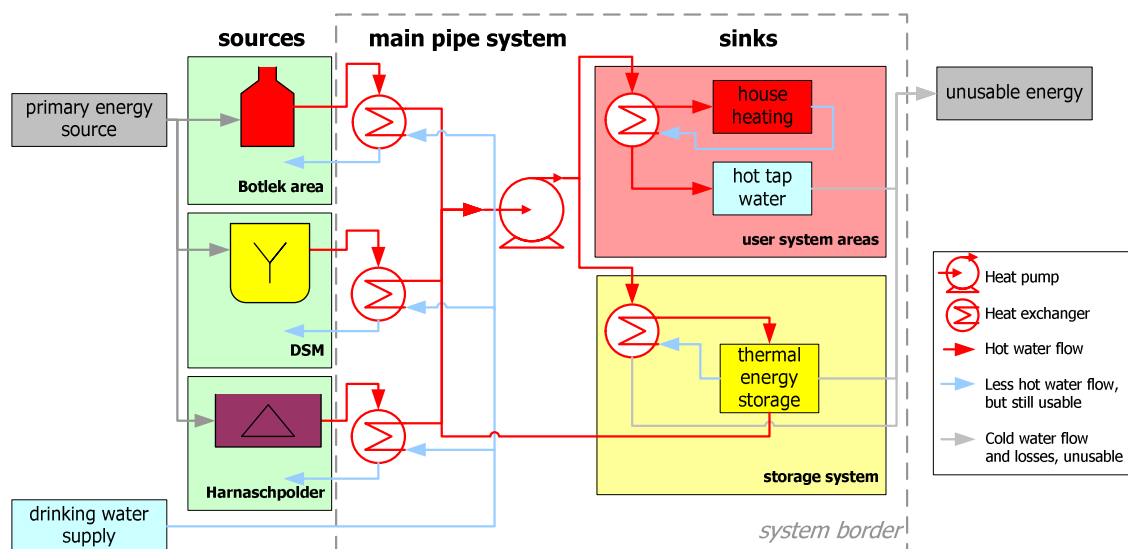 sources
main pipe system
sinks
primary energy
source
Botlek area
DSM
Harnaschpolder
drinking water
supply
house
heating
hot tap
water
user system areas
thermal
energy
storage
storage system
system border
unusable energy
Heat pump
Heat exchanger
Hot water flow
Less hot water flow,
but still usable
Cold water flow
and losses, unusable